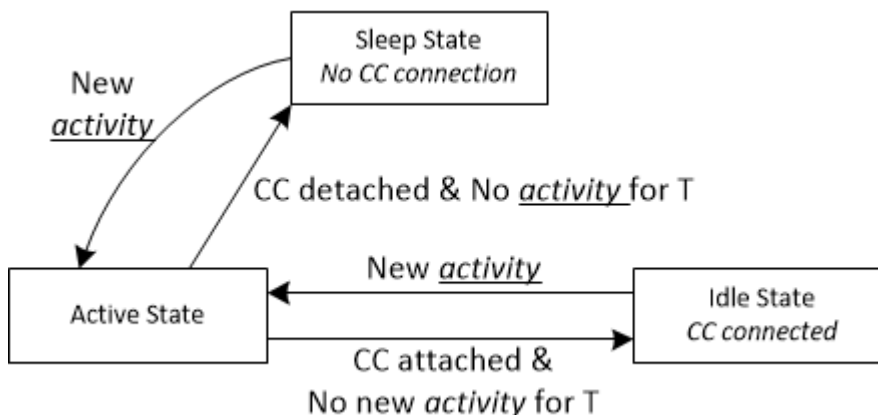 Sleep State
No CC connection
New
activity
CC detached & No activity for T
New activity
Active State
Idle State
CC connected
CC attached &
No new activity for T